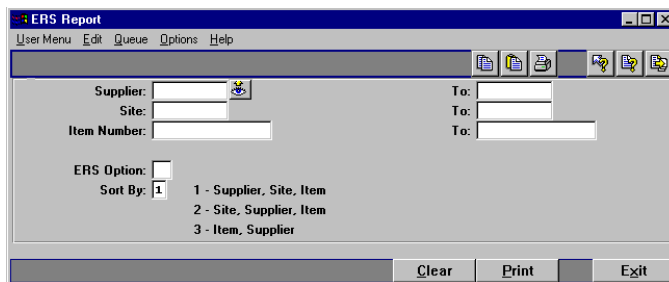 ERS Report
User Menu Edit Queue Options Help
Supplier: To:
Site: To:
Item Number: To:
ERS Option:
Sort By: 1 1 - Supplier, Site, Item
2 - Site, Supplier, Item
3 - Item, Supplier
Clear Print Exit